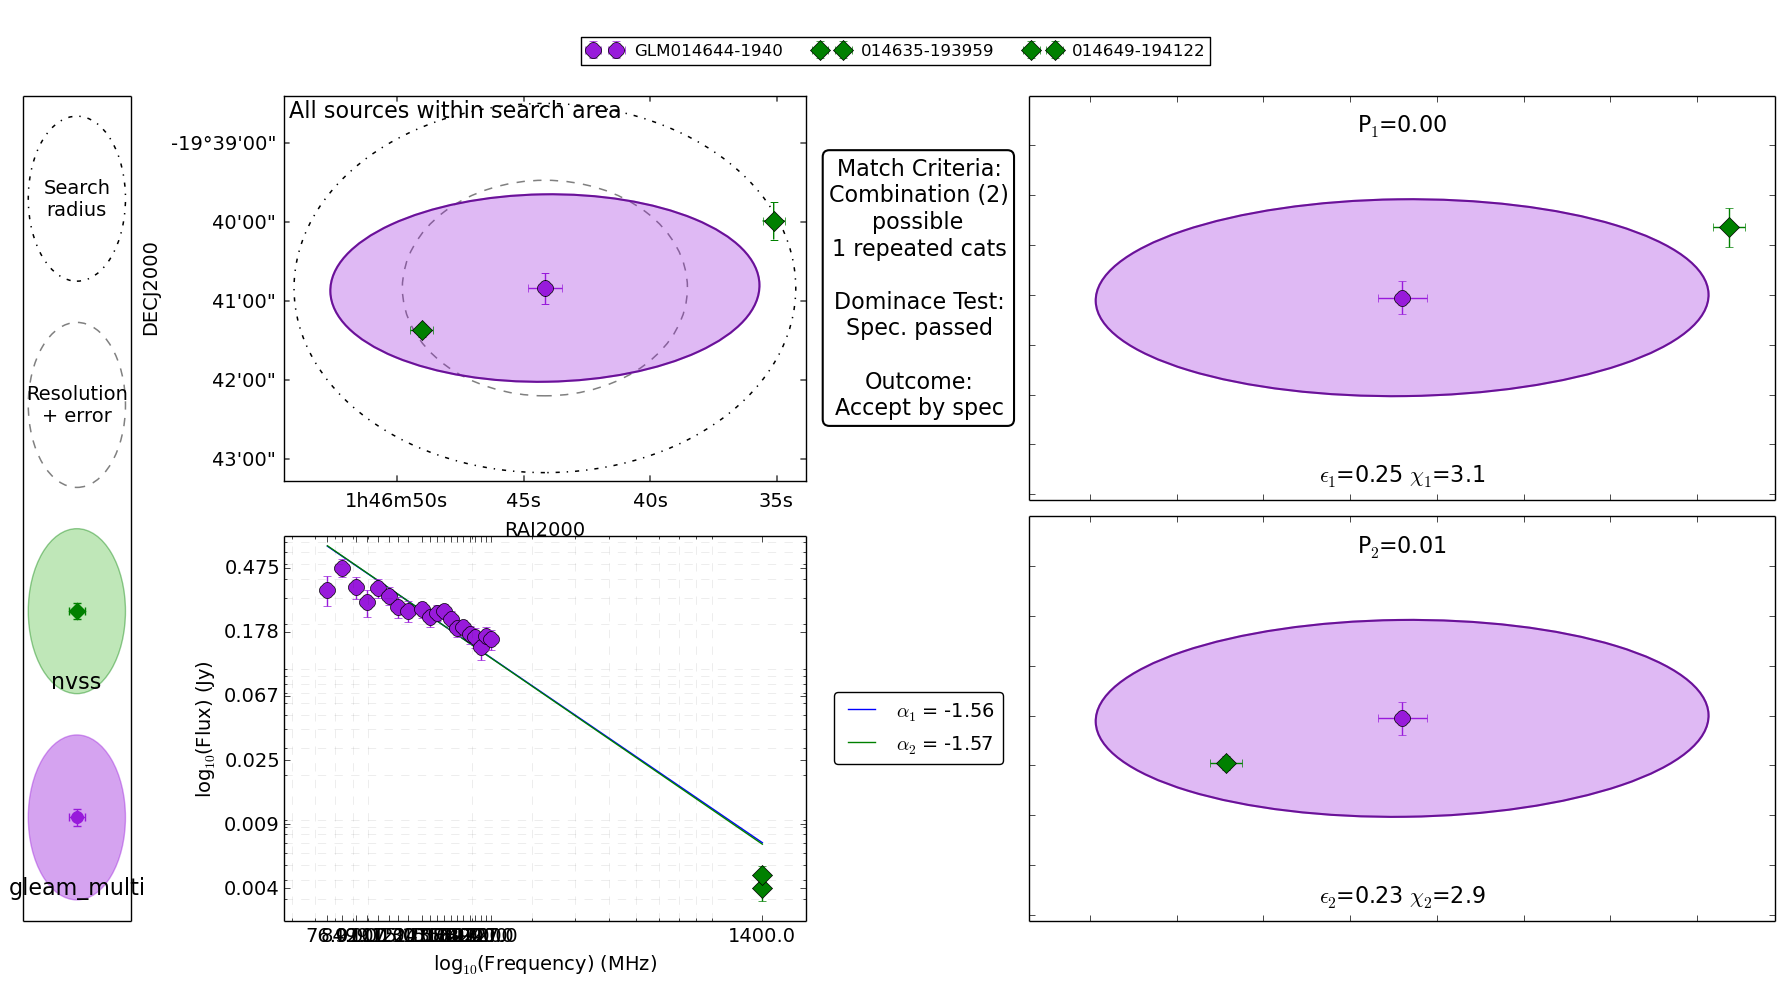 GLM014644-1940 014635-193959 014649-194122
Search
radius
Resolution
+ error
nvss
gleam_multi
All sources within search area
DECJ2000
-19°39'00"
40'00"
41'00"
42'00"
43'00"
1h46m50s 45s 40s 35s
RAJ2000
Match Criteria:
Combination (2)
possible
1 repeated cats
Dominace Test:
Spec. passed
Outcome:
Accept by spec
P₁=0.00
ϵ₁=0.25 χ₁=3.1
log₁₀(Flux) (Jy)
0.475
0.178
0.067
0.025
0.009
0.004
1400.0
log₁₀(Frequency) (MHz)
α₁ = -1.56
α₂ = -1.57
P₂=0.01
ϵ₂=0.23 χ₂=2.9